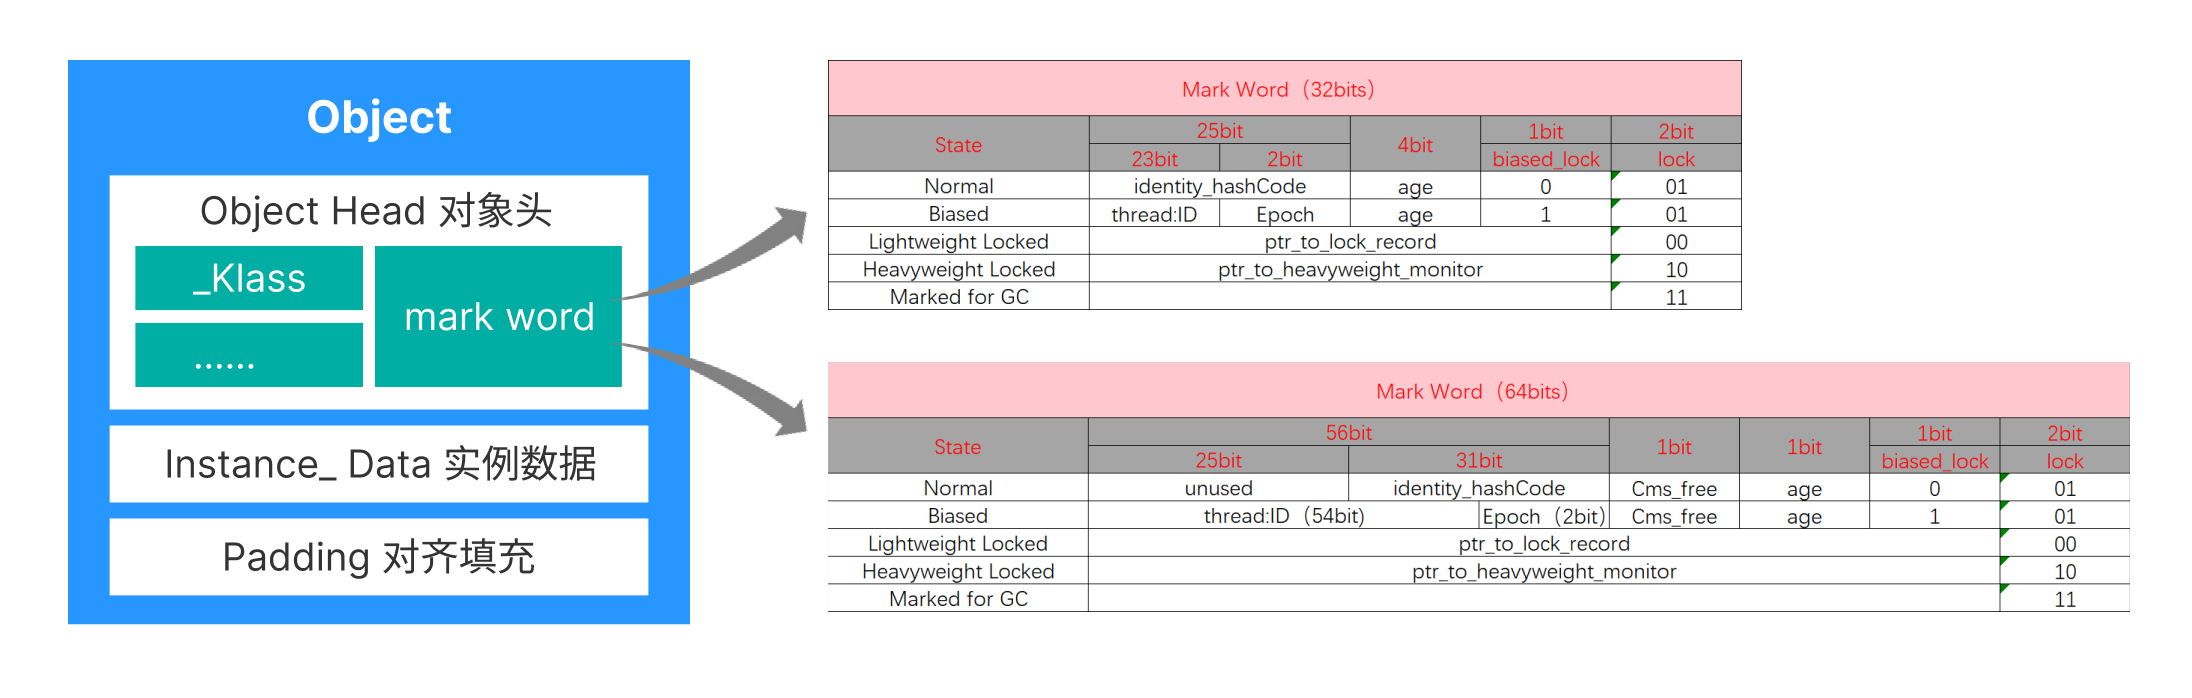 Object
Object Head 对象头
_Klass
mark word
......
Instance_ Data 实例数据
Padding 对齐填充
Mark Word（32bits）
State 25bit 4bit 1bit 2bit
23bit 2bit biased_lock lock
Normal identity_hashCode age 0 01
Biased thread:ID Epoch age 1 01
Lightweight Locked ptr_to_lock_record 00
Heavyweight Locked ptr_to_heavyweight_monitor 10
Marked for GC 11
Mark Word（64bits）
State 56bit 1bit 1bit 1bit 2bit
25bit 31bit biased_lock lock
Normal unused identity_hashCode Cms_free age 0 01
Biased thread:ID（54bit） Epoch（2bit） Cms_free age 1 01
Lightweight Locked ptr_to_lock_record 00
Heavyweight Locked ptr_to_heavyweight_monitor 10
Marked for GC 11